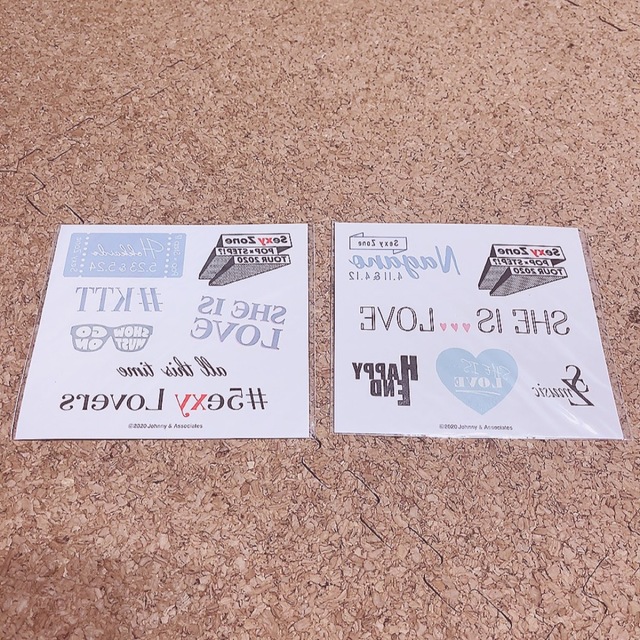 Hokkaido
5.23 & 5.24
Sexy Zone
POP×STEP!?
TOUR 2020
#KTT
SHE IS
LOVE
SHOW
MUST GO
ON
all this time
#Sexy Lovers
©2020 Johnny & Associates
Sexy Zone
Nagano
4.11 & 4.12
Sexy Zone
POP×STEP!?
TOUR 2020
SHE IS LOVE
HAPPY
END
SHE IS
LOVE
SZ music
©2020 Johnny & Associates